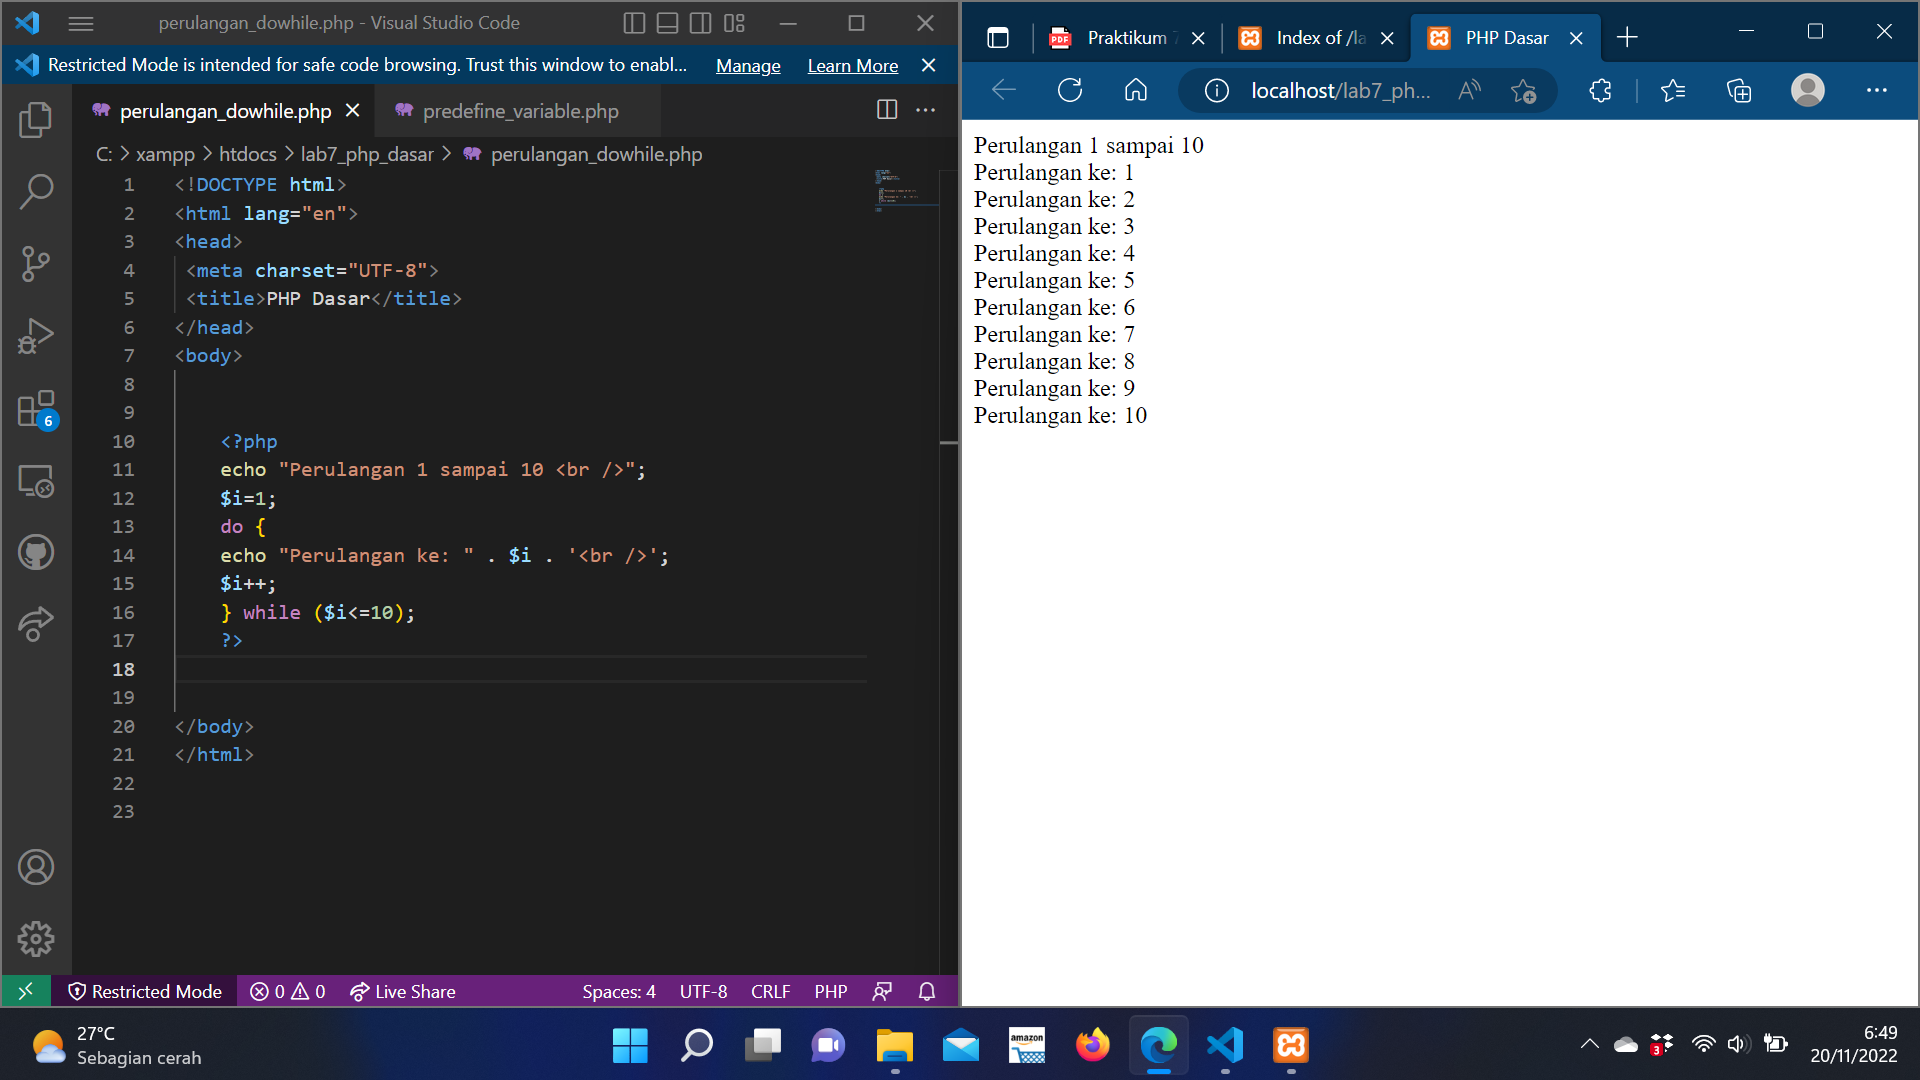 perulangan_dowhile.php - Visual Studio Code
Restricted Mode is intended for safe code browsing. Trust this window to enabl... Manage Learn More
perulangan_dowhile.php predefine_variable.php
C: > xampp > htdocs > lab7_php_dasar > perulangan_dowhile.php
1 <!DOCTYPE html>
2 <html lang="en">
3 <head>
4 <meta charset="UTF-8">
5 <title>PHP Dasar</title>
6 </head>
7 <body>
8
9
10 <?php
11 echo "Perulangan 1 sampai 10 <br />";
12 $i=1;
13 do {
14 echo "Perulangan ke: " . $i . '<br />';
15 $i++;
16 } while ($i<=10);
17 ?>
18
19
20 </body>
21 </html>
22
23
6
Restricted Mode 0 0 Live Share Spaces: 4 UTF-8 CRLF PHP
PDF Praktikum 7 Index of /la PHP Dasar
localhost/lab7_ph...
Perulangan 1 sampai 10
Perulangan ke: 1
Perulangan ke: 2
Perulangan ke: 3
Perulangan ke: 4
Perulangan ke: 5
Perulangan ke: 6
Perulangan ke: 7
Perulangan ke: 8
Perulangan ke: 9
Perulangan ke: 10
27°C
Sebagian cerah
amazon
3
6:49
20/11/2022